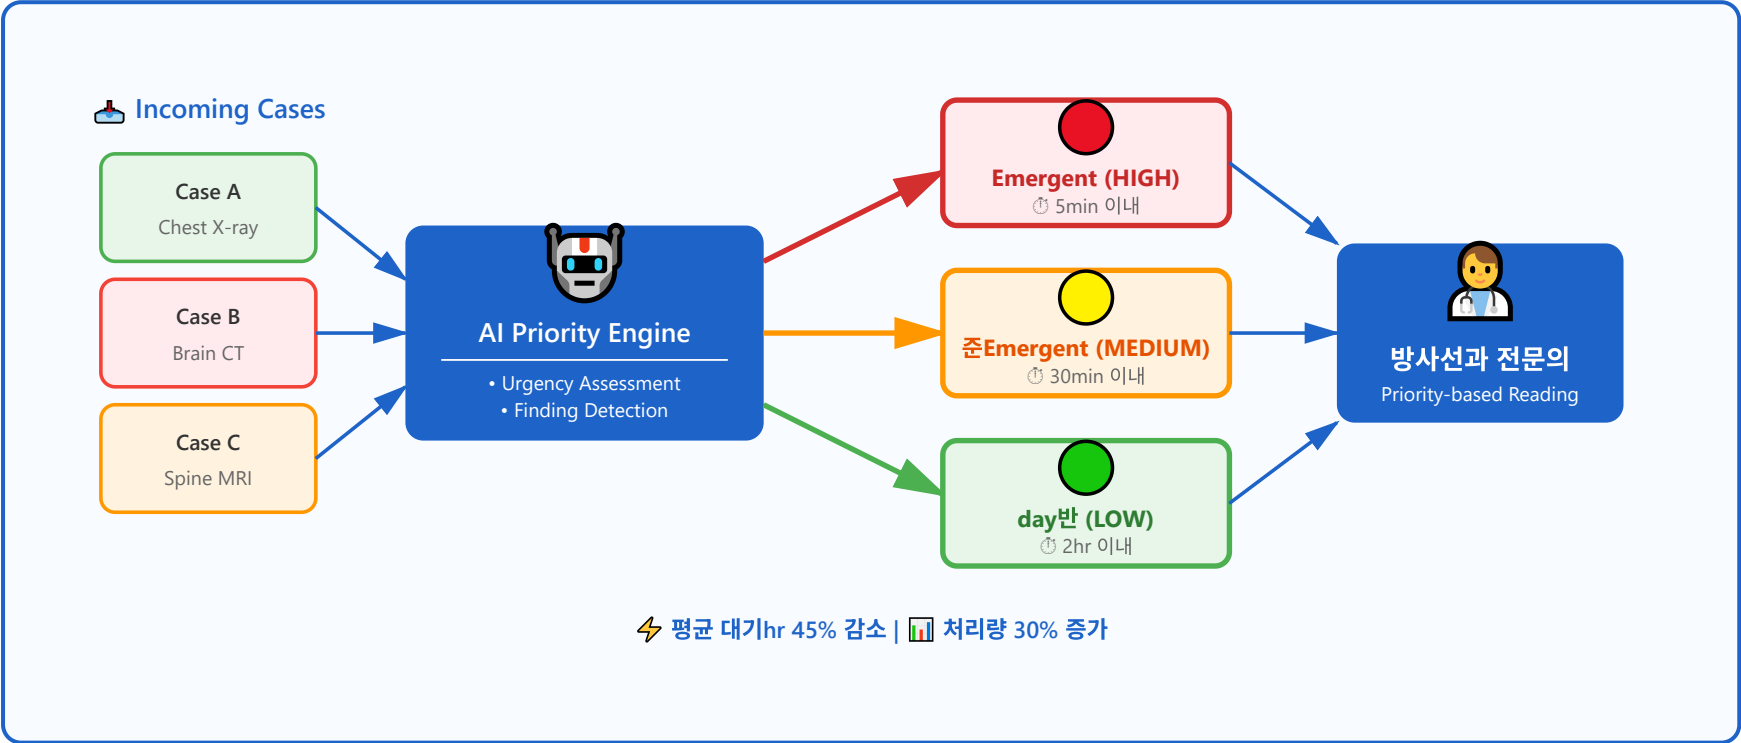 Incoming Cases
Case A
Chest X-ray
Case B
Brain CT
Case C
Spine MRI
AI Priority Engine
• Urgency Assessment
• Finding Detection
Emergent (HIGH)
⏱ 5min 이내
준Emergent (MEDIUM)
⏱ 30min 이내
day반 (LOW)
⏱ 2hr 이내
방사선과 전문의
Priority-based Reading
⚡ 평균 대기hr 45% 감소 | 📊 처리량 30% 증가